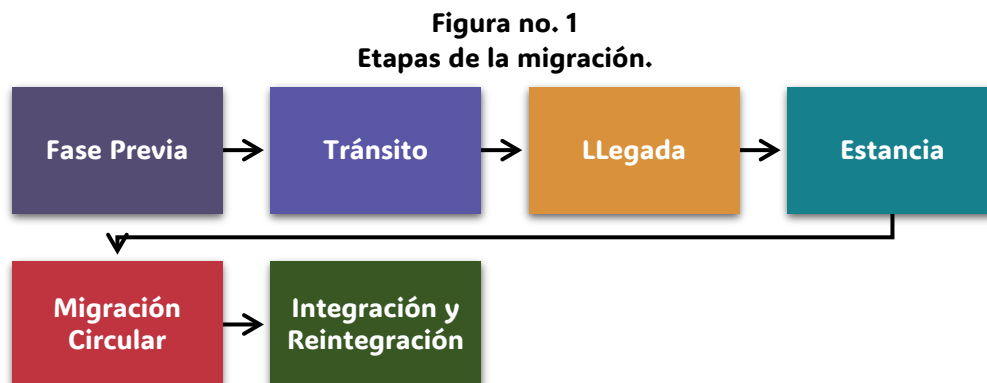 Figura no. 1
Etapas de la migración.
Fase Previa
Tránsito
LLegada
Estancia
Migración
Circular
Integración y
Reintegración